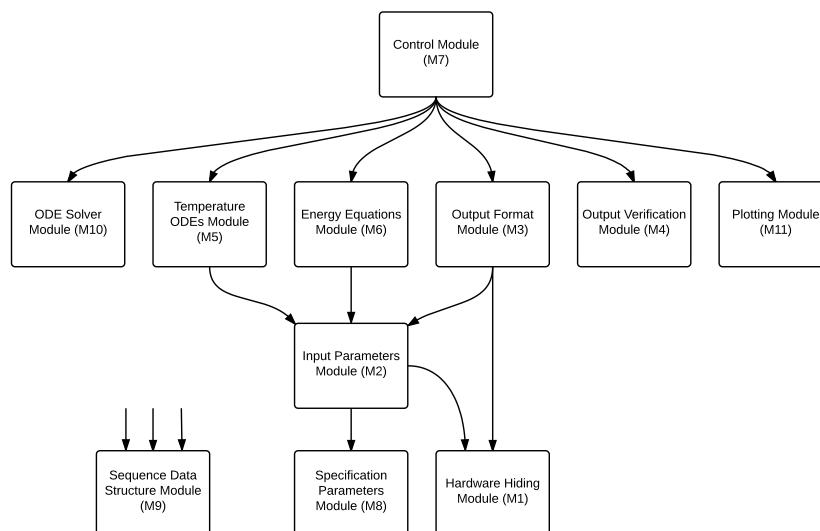 Control Module
(M7)
ODE Solver
Module (M10)
Temperature
ODEs Module
(M5)
Energy Equations
Module (M6)
Output Format
Module (M3)
Output Verification
Module (M4)
Plotting Module
(M11)
Input Parameters
Module (M2)
Sequence Data
Structure Module
(M9)
Specification
Parameters
Module (M8)
Hardware Hiding
Module (M1)